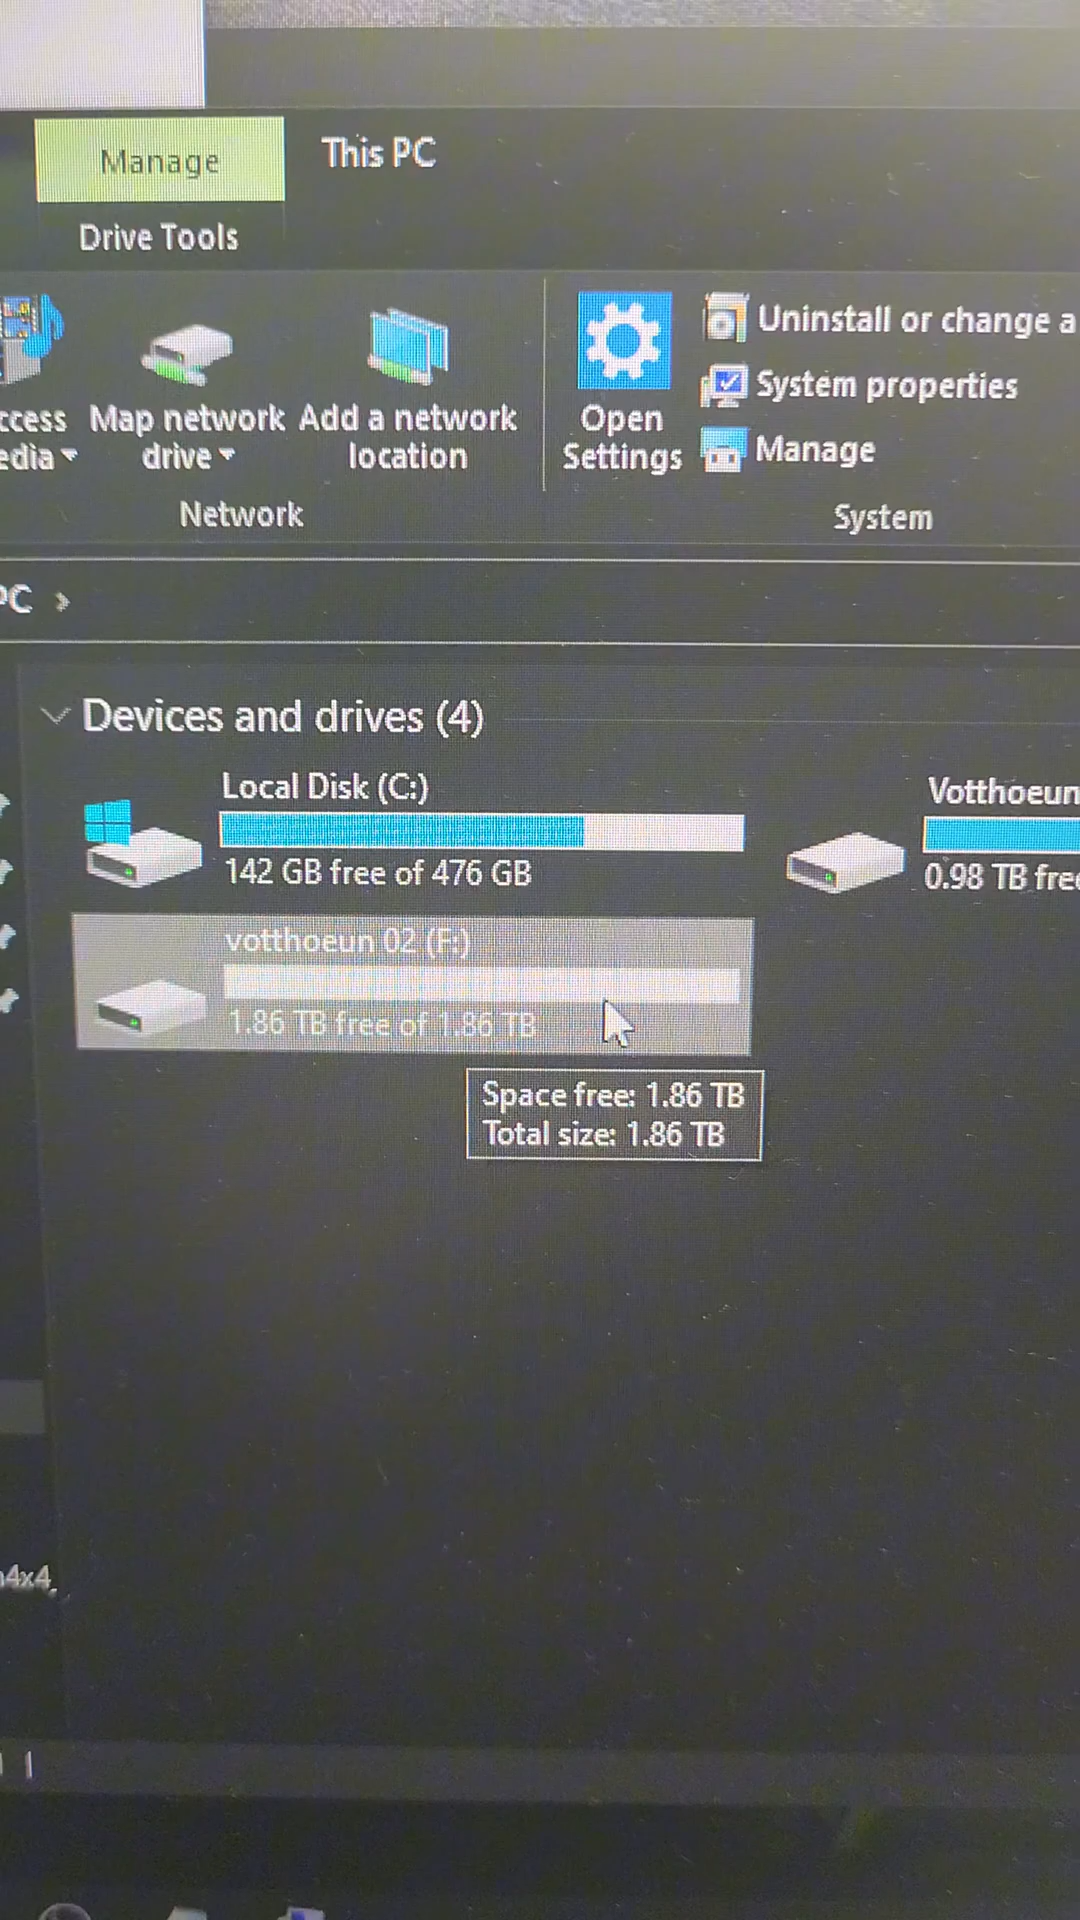 Manage
This PC
Drive Tools
Uninstall or change a
System properties
Manage
Map network drive
Add a network location
Open Settings
Network
System
PC
Devices and drives (4)
Local Disk (C:)
142 GB free of 476 GB
Votthoeun
0.98 TB free
votthoeun 02 (F:)
1.86 TB free of 1.86 TB
Space free: 1.86 TB
Total size: 1.86 TB